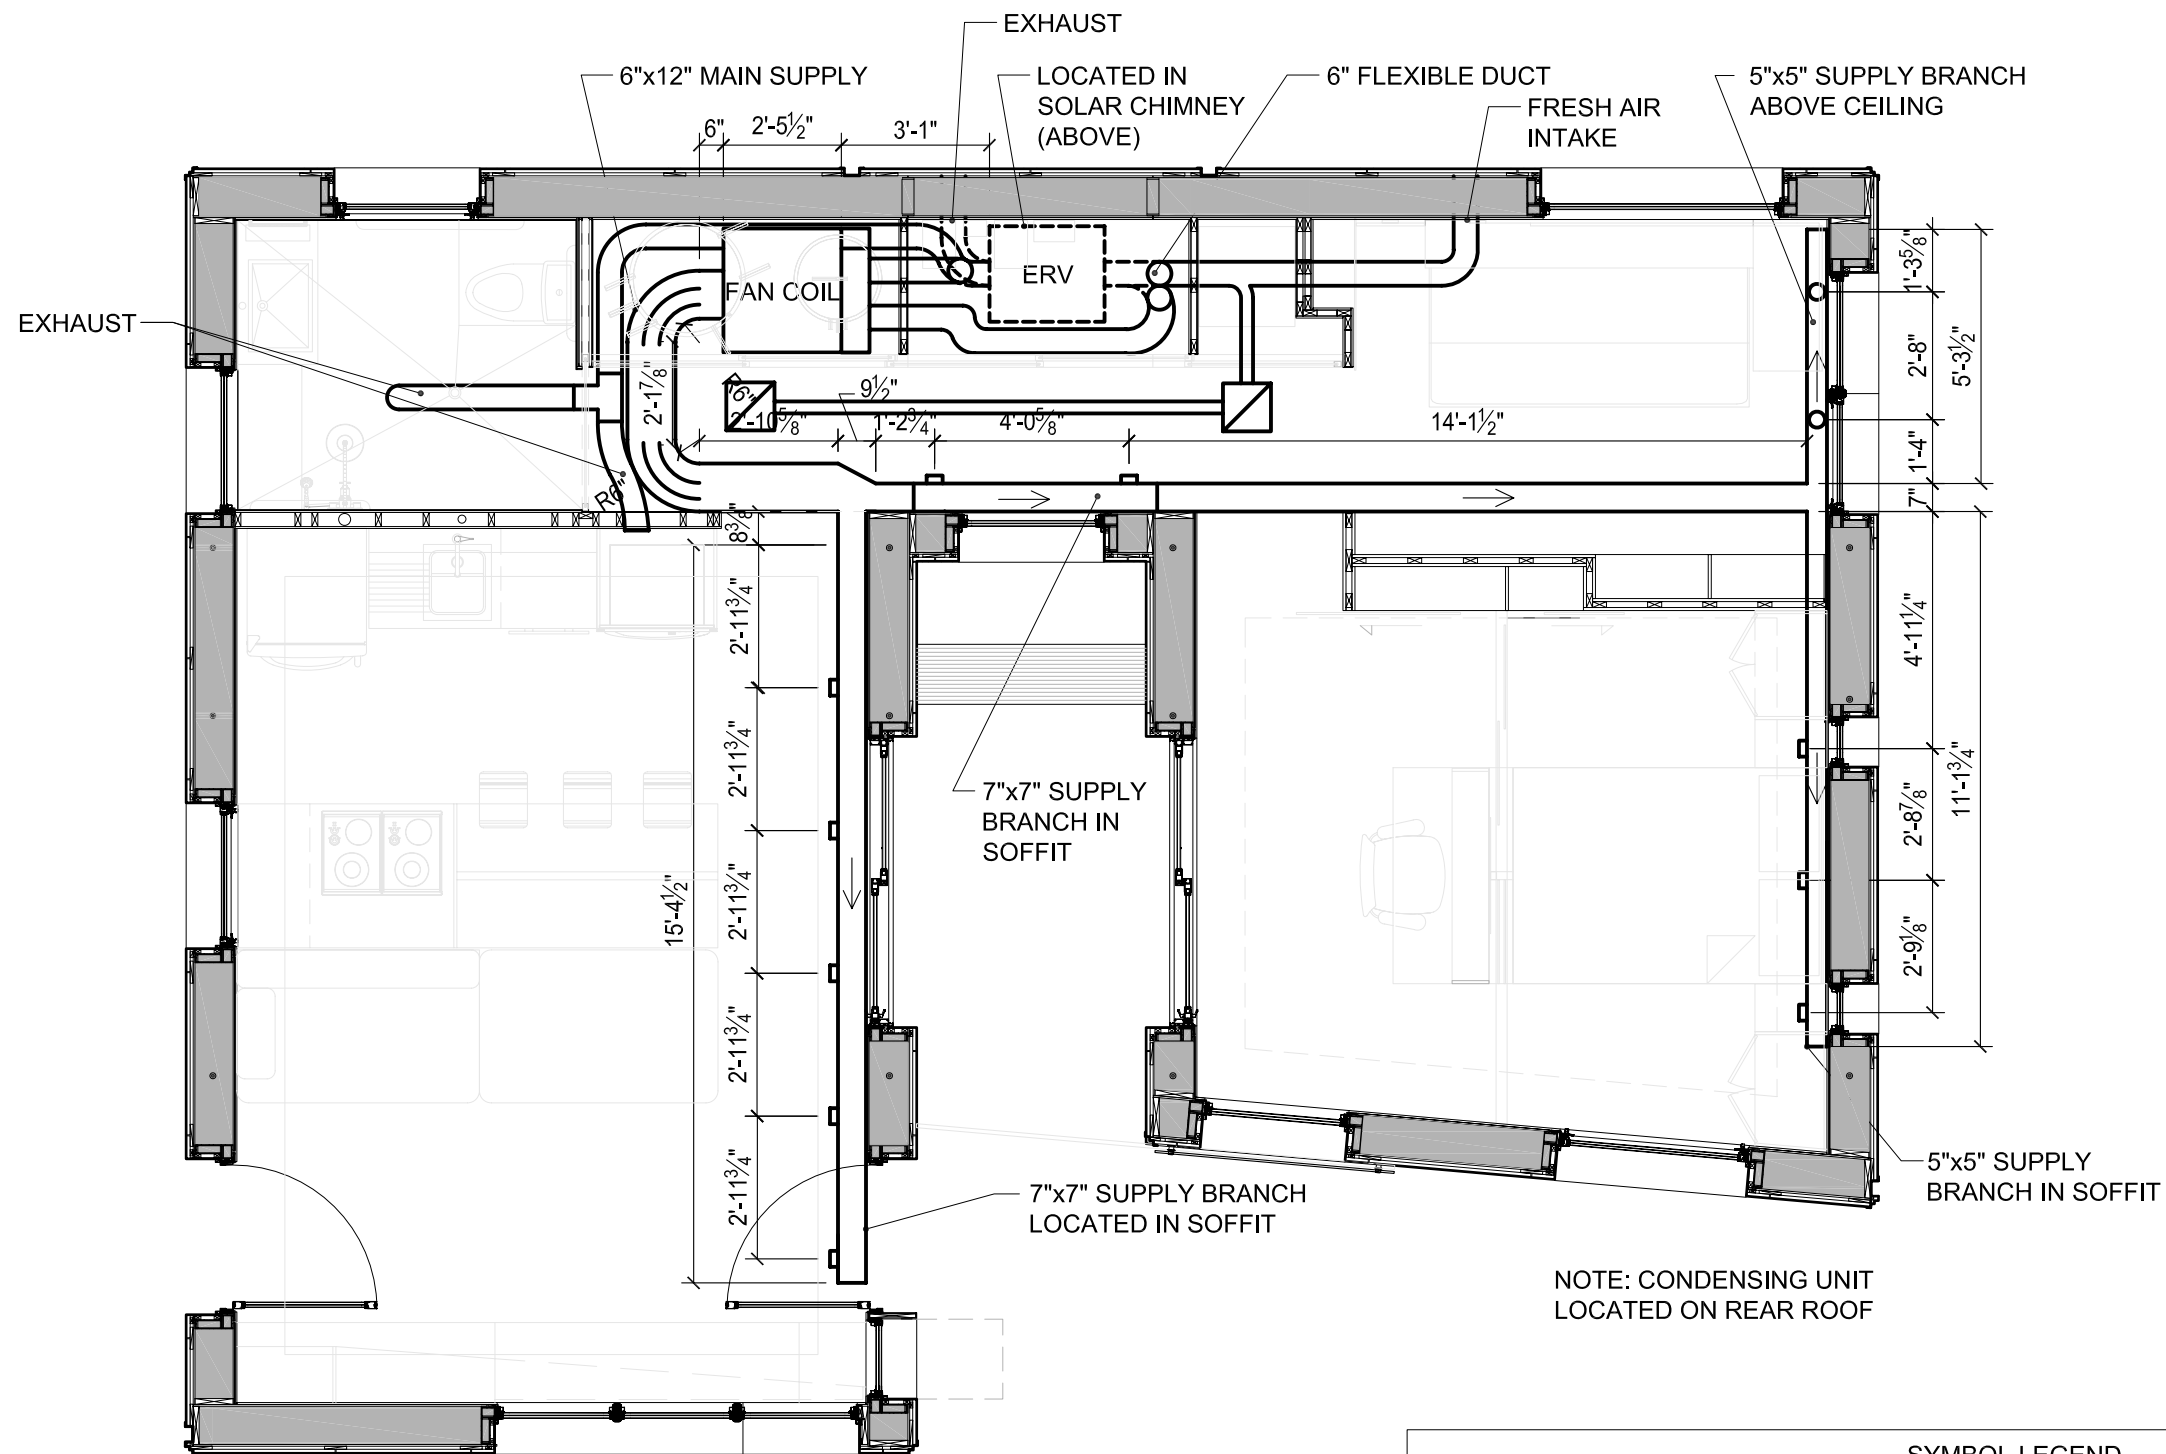 EXHAUST
6"x12" MAIN SUPPLY
LOCATED IN
SOLAR CHIMNEY
(ABOVE)
6" FLEXIBLE DUCT
FRESH AIR
INTAKE
5"x5" SUPPLY BRANCH
ABOVE CEILING
6"
2'-5½"
3'-1"
EXHAUST
FAN COIL
ERV
1'-3⅝"
2'-8"
5'-3½"
1'-4"
7"
2'-1⅞"
R6"
9½"
2'-10⅝"
1'-2¾"
4'-0⅝"
14'-1½"
R6"
8⅜"
2'-11¾"
2'-11¾"
2'-11¾"
2'-11¾"
2'-11¾"
15'-4½"
4'-11¼"
2'-8⅞"
11'-1¾"
2'-9⅛"
7"x7" SUPPLY
BRANCH IN
SOFFIT
7"x7" SUPPLY BRANCH
LOCATED IN SOFFIT
5"x5" SUPPLY
BRANCH IN SOFFIT
NOTE: CONDENSING UNIT
LOCATED ON REAR ROOF
SYMBOL LEGEND